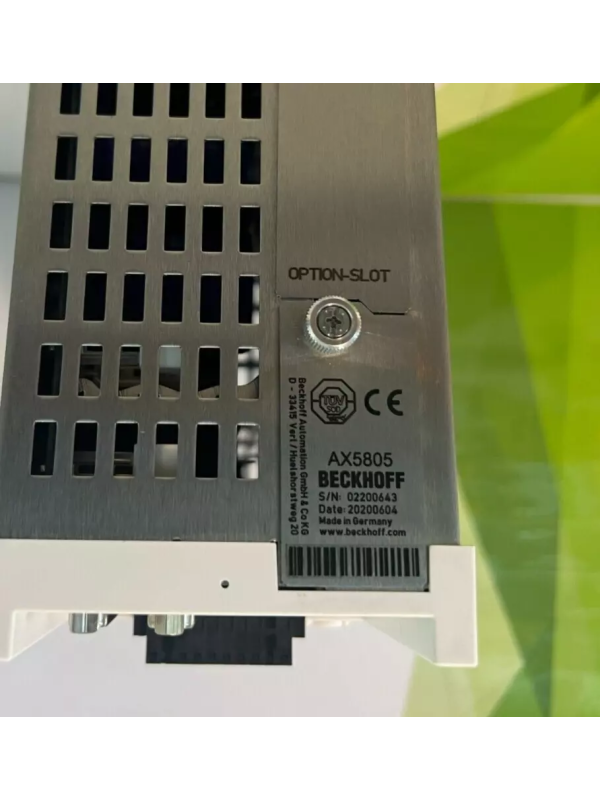 OPTION-SLOT
TÜV
CE
Beckhoff Automation GmbH & Co KG
D - 33415 Verl / Huelshorstweg 20
AX5805
BECKHOFF
S/N: 02200643
Date: 20200604
Made in Germany
www.beckhoff.com